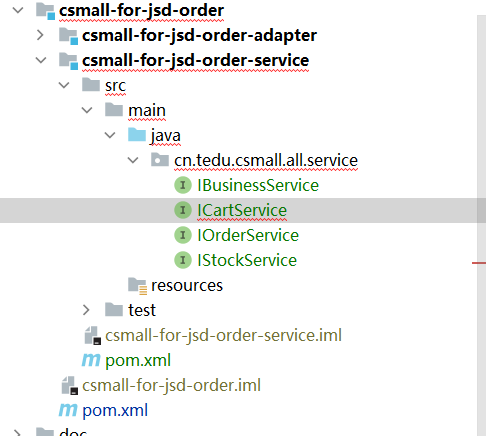 csmall-for-jsd-order
csmall-for-jsd-order-adapter
csmall-for-jsd-order-service
src
main
java
cn.tedu.csmall.all.service
IBusinessService
ICartService
IOrderService
IStockService
resources
test
csmall-for-jsd-order-service.iml
pom.xml
csmall-for-jsd-order.iml
pom.xml
doc